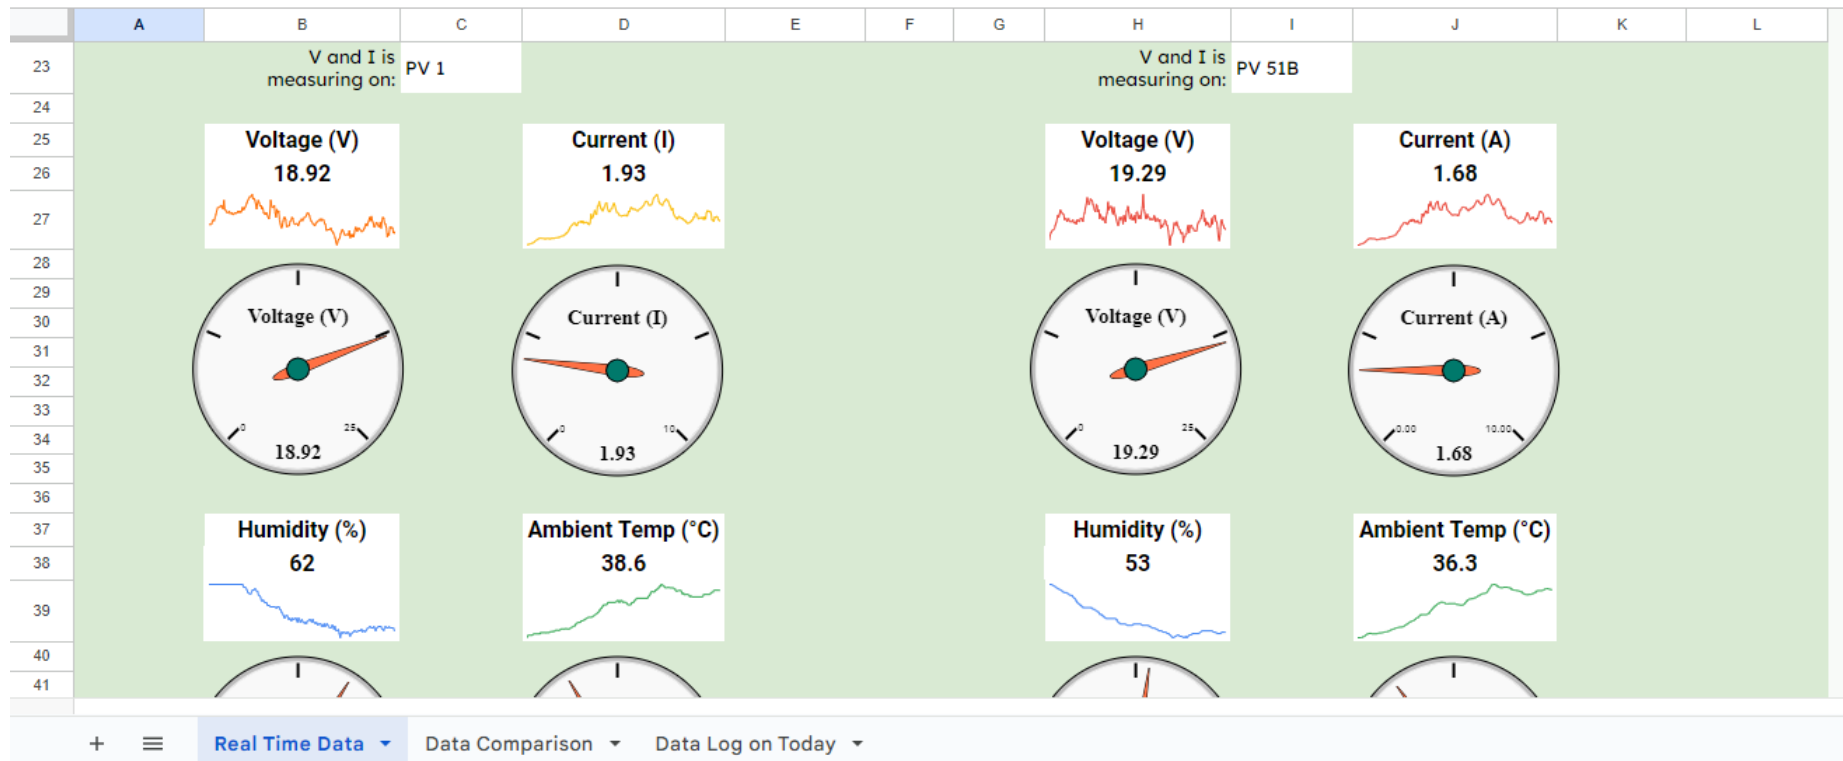 A B C D E F G H I J K L
23 V and I is measuring on: PV 1 V and I is measuring on: PV 51B
24
25 Voltage (V) Current (I) Voltage (V) Current (A)
26 18.92 1.93 19.29 1.68
27
28
29
30 Voltage (V) Current (I) Voltage (V) Current (A)
31
32
33
34 0 25 0 10 0 25 0.00 10.00
35 18.92 1.93 19.29 1.68
36
37 Humidity (%) Ambient Temp (°C) Humidity (%) Ambient Temp (°C)
38 62 38.6 53 36.3
39
40
41
+ Real Time Data Data Comparison Data Log on Today